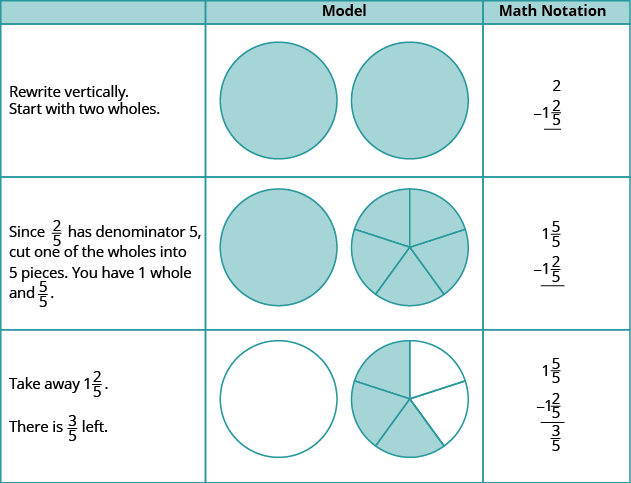 Model
Math Notation
Rewrite vertically.
Start with two wholes.
2
−1 2/5
Since 2/5 has denominator 5,
cut one of the wholes into
5 pieces. You have 1 whole
and 5/5.
1 5/5
−1 2/5
Take away 1 2/5.
There is 3/5 left.
1 5/5
−1 2/5
3/5